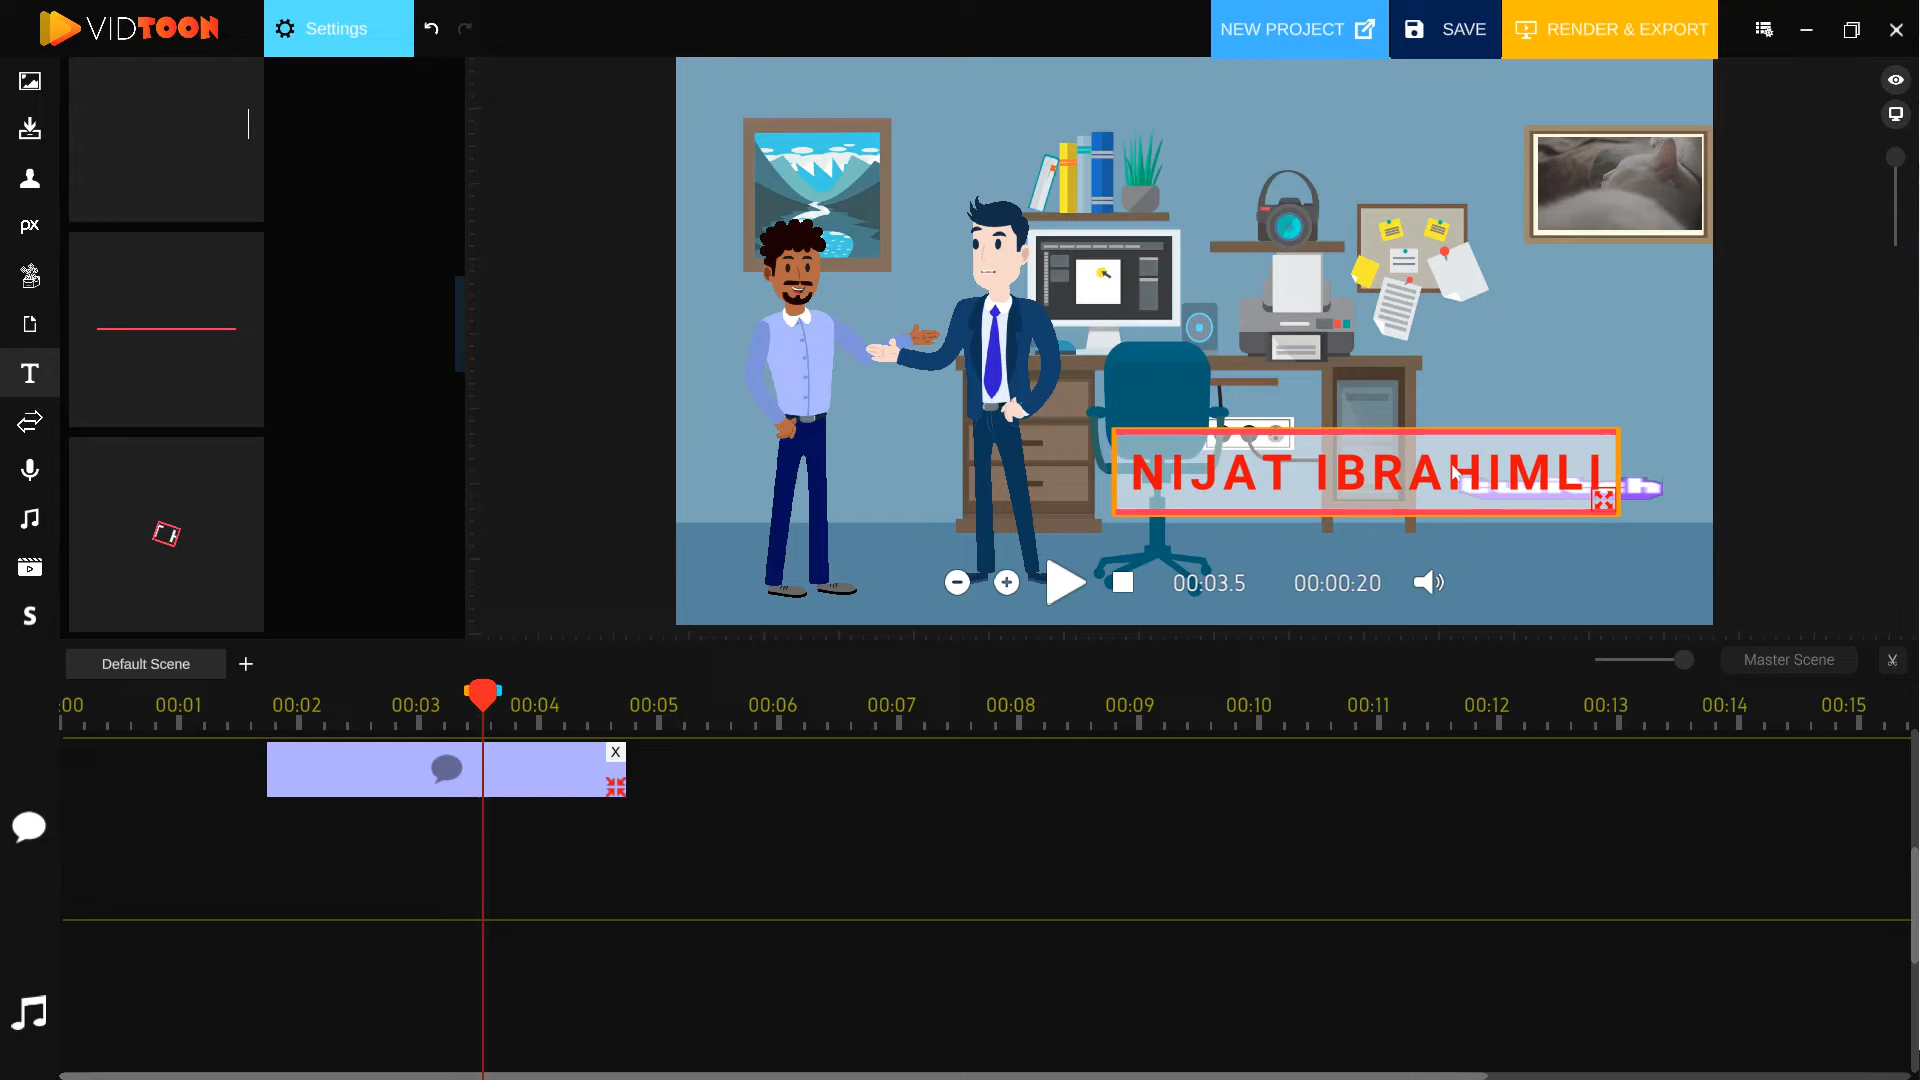 VIDTOON
Settings
NEW PROJECT
SAVE
RENDER & EXPORT
px
T
S
NIJAT IBRAHIMLI
00:03.5
00:00:20
Default Scene
+
Master Scene
:00 00:01 00:02 00:03 00:04 00:05 00:06 00:07 00:08 00:09 00:10 00:11 00:12 00:13 00:14 00:15
X